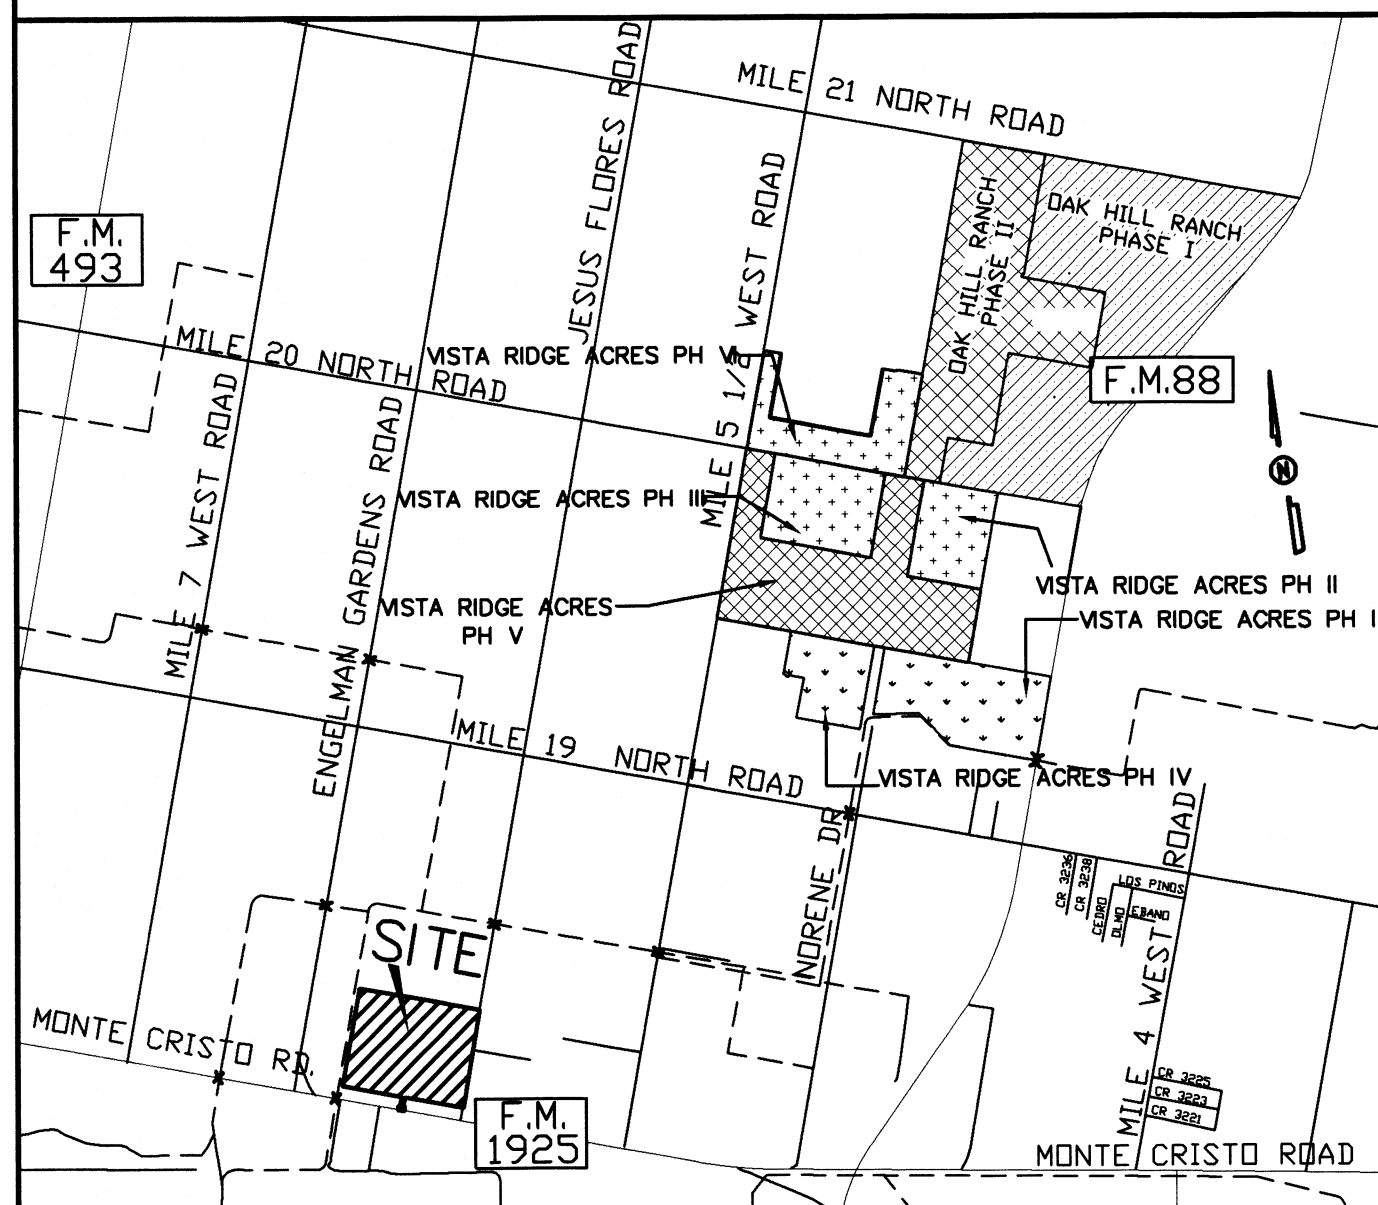 MILE 21 NORTH ROAD
JESUS FLORES ROAD
MILE 5 1/2 WEST ROAD
OAK HILL RANCH
PHASE II
OAK HILL RANCH
PHASE I
F.M.
493
MILE 20 NORTH ROAD
VISTA RIDGE ACRES PH VI
F.M.88
N
MILE 7 WEST ROAD
ENGELMAN GARDENS ROAD
VISTA RIDGE ACRES PH III
VISTA RIDGE ACRES PH II
VISTA RIDGE ACRES
PH V
VISTA RIDGE ACRES PH I
MILE 19 NORTH ROAD
VISTA RIDGE ACRES PH IV
NORENE DR
MILE 4 WEST ROAD
CR 3236
CR 3238
LOS PINOS
CEDRO
OLMO
EBANO
SITE
MONTE CRISTO RD.
CR 3225
CR 3223
CR 3221
F.M.
1925
MONTE CRISTO ROAD